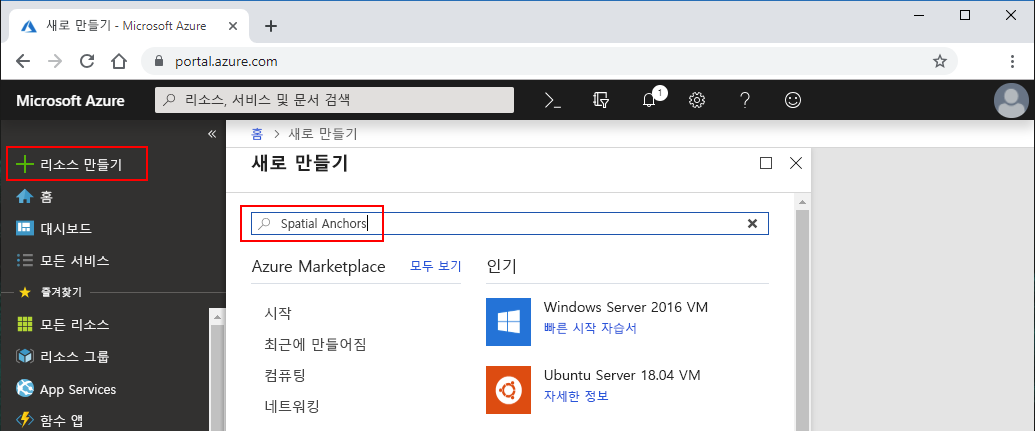 새로 만들기 - Microsoft Azure
portal.azure.com
Microsoft Azure
리소스, 서비스 및 문서 검색
1
리소스 만들기
홈
대시보드
모든 서비스
즐겨찾기
모든 리소스
리소스 그룹
App Services
함수 앱
홈 > 새로 만들기
새로 만들기
Spatial Anchors
Azure Marketplace 모두 보기
시작
최근에 만들어짐
컴퓨팅
네트워킹
인기
Windows Server 2016 VM
빠른 시작 자습서
Ubuntu Server 18.04 VM
자세한 정보